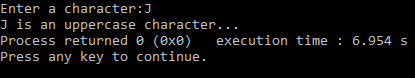 Enter a character:J
J is an uppercase character...
Process returned 0 (0x0)   execution time : 6.954 s
Press any key to continue.